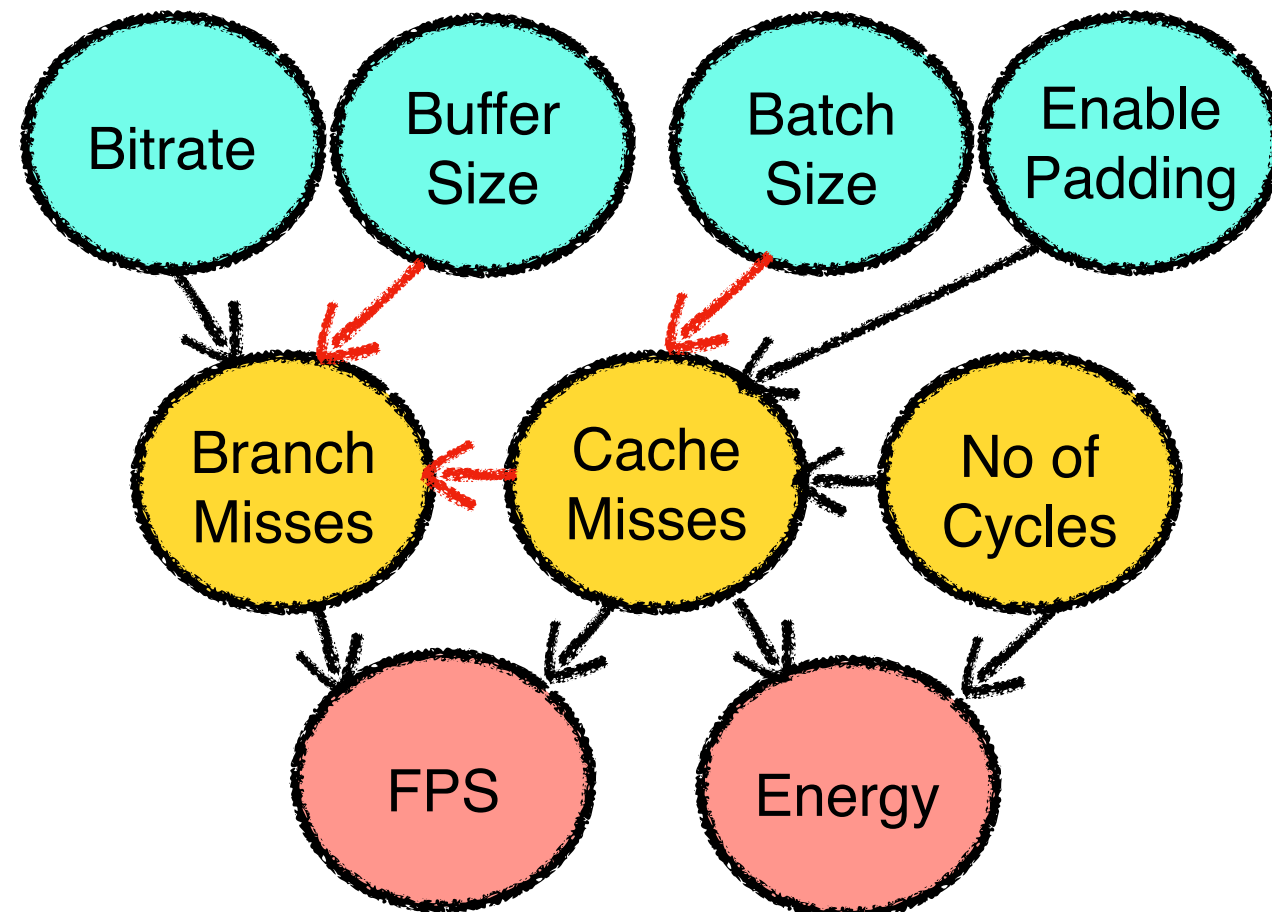 Bitrate
Buffer
Size
Batch
Size
Enable
Padding
Branch
Misses
Cache
Misses
No of
Cycles
FPS
Energy